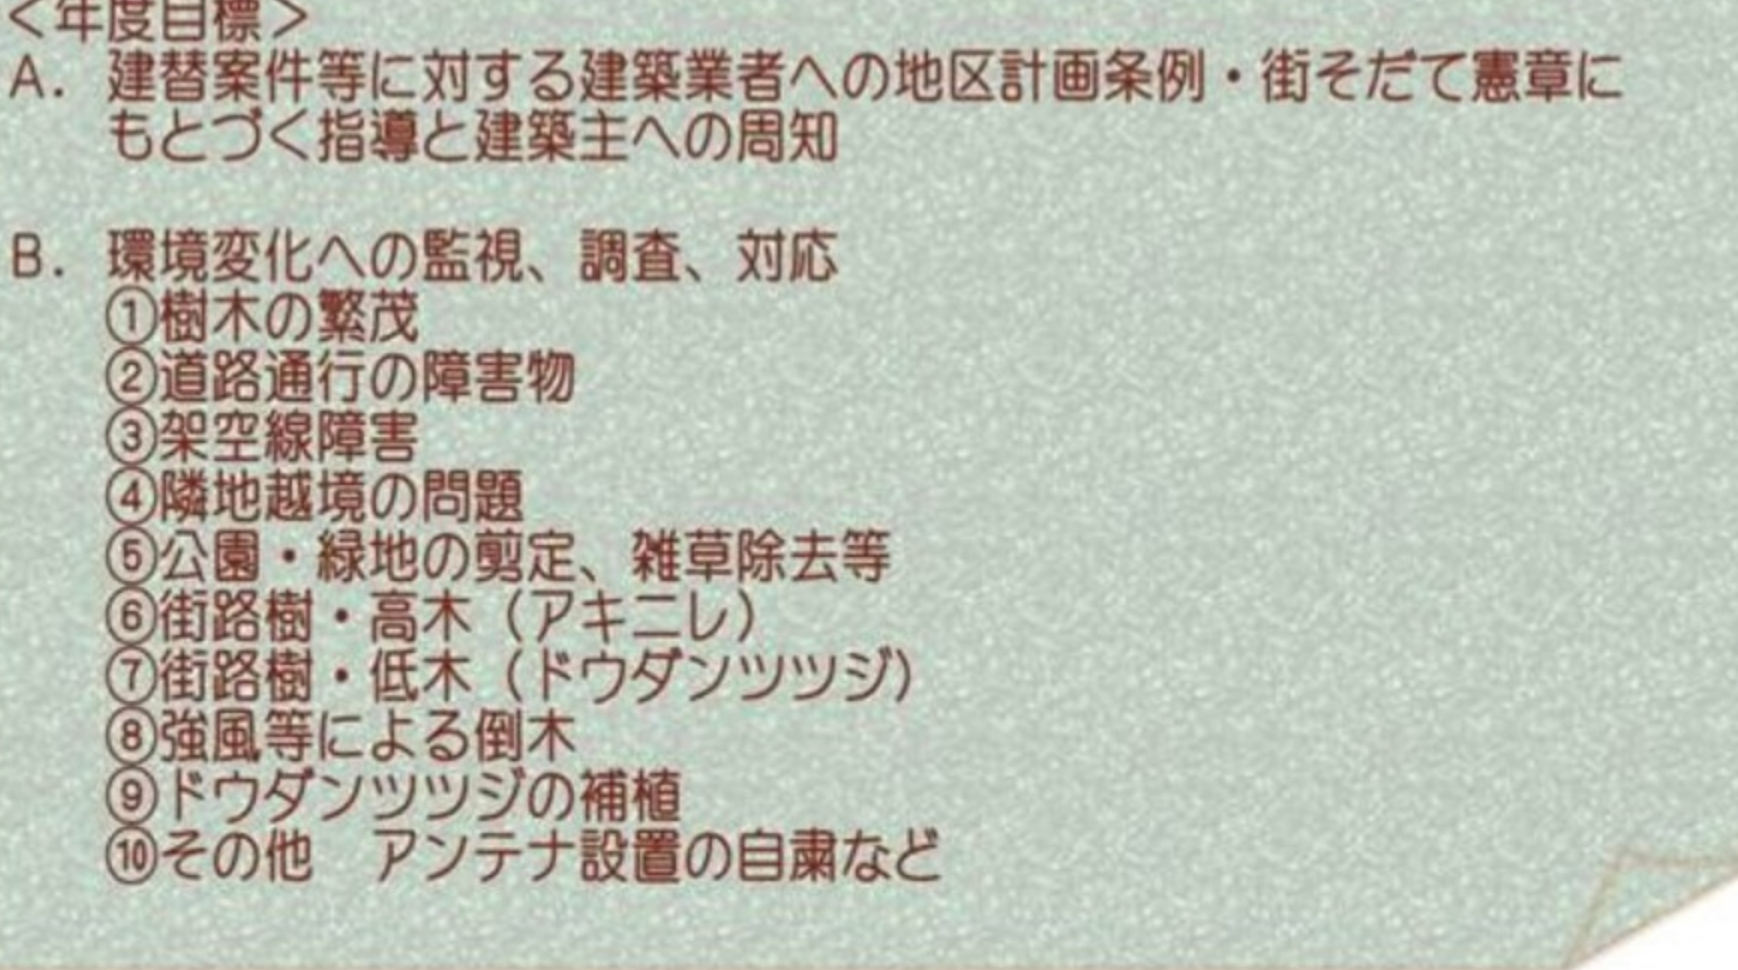 ＜年度目標＞
A． 建替案件等に対する建築業者への地区計画条例・街そだて憲章に
もとづく指導と建築主への周知
B． 環境変化への監視、調査、対応
①樹木の繁茂
②道路通行の障害物
③架空線障害
④隣地越境の問題
⑤公園・緑地の剪定、雑草除去等
⑥街路樹・高木（アキニレ）
⑦街路樹・低木（ドウダンツツジ）
⑧強風等による倒木
⑨ドウダンツツジの補植
⑩その他　アンテナ設置の自粛など